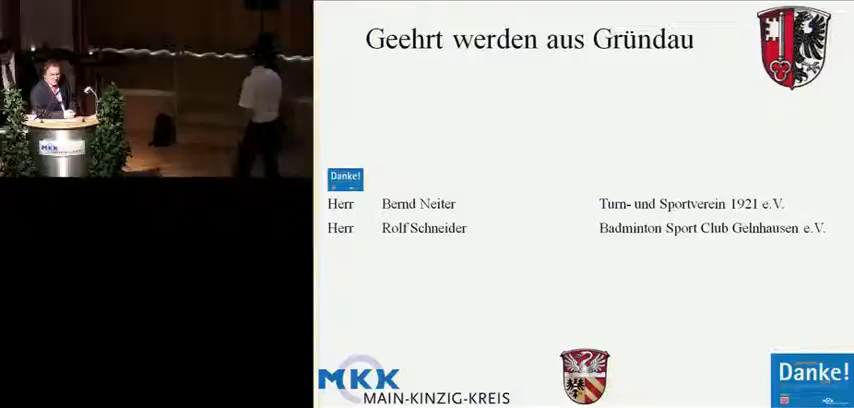 Geehrt werden aus Gründau
Danke!
Herr Bernd Neiter Turn- und Sportverein 1921 e.V.
Herr Rolf Schneider Badminton Sport Club Gelnhausen e.V.
MKK
MKK
MAIN-KINZIG-KREIS
Danke!